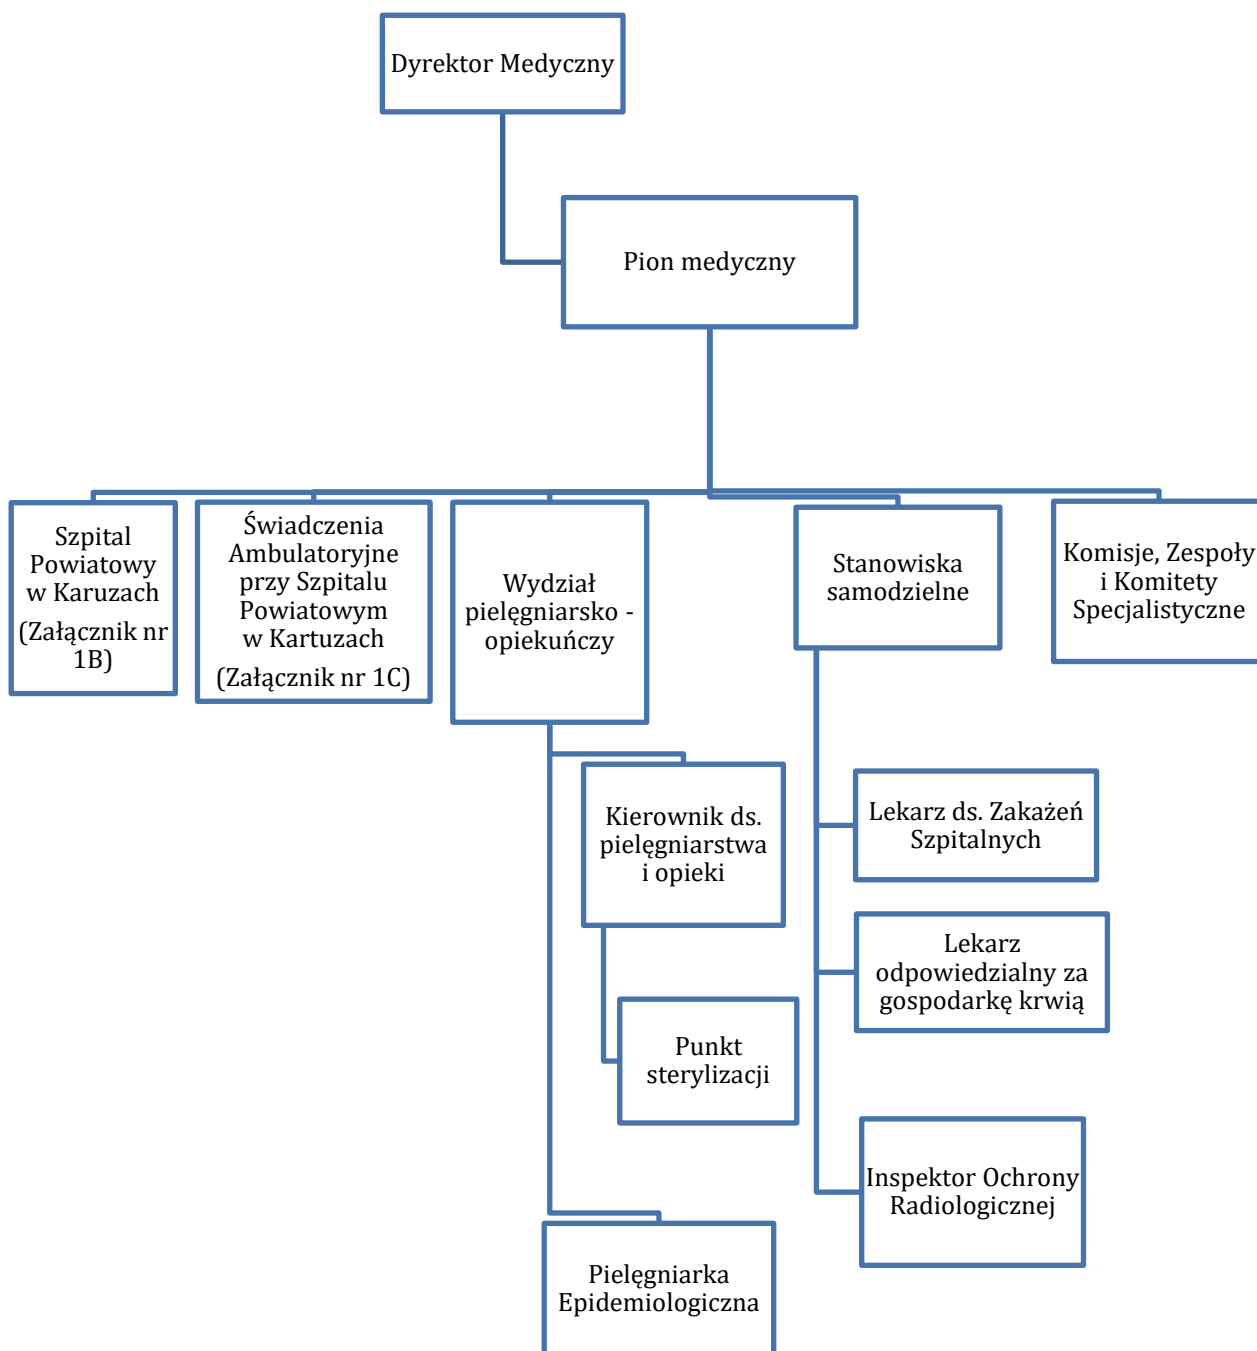 Dyrektor Medyczny
Pion medyczny
Szpital
Powiatowy
w Karuzach
(Załącznik nr
1B)
Świadczenia
Ambulatoryjne
przy Szpitalu
Powiatowym
w Kartuzach
(Załącznik nr 1C)
Wydział
pielęgniarsko -
opiekuńczy
Stanowiska
samodzielne
Komisje, Zespoły
i Komitety
Specjalistyczne
Kierownik ds.
pielęgniarstwa
i opieki
Punkt
sterylizacji
Pielęgniarka
Epidemiologiczna
Lekarz ds. Zakażeń
Szpitalnych
Lekarz
odpowiedzialny za
gospodarkę krwią
Inspektor Ochrony
Radiologicznej